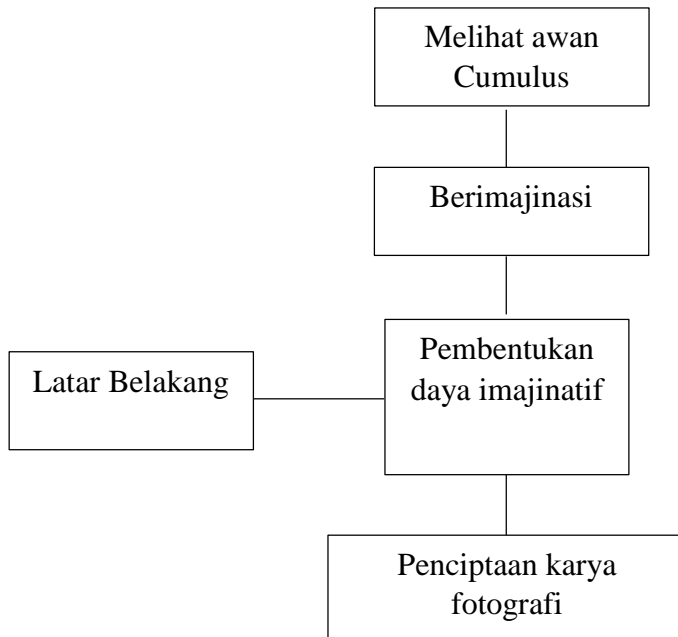 Melihat awan
Cumulus
Berimajinasi
Pembentukan
daya imajinatif
Latar Belakang
Penciptaan karya
fotografi